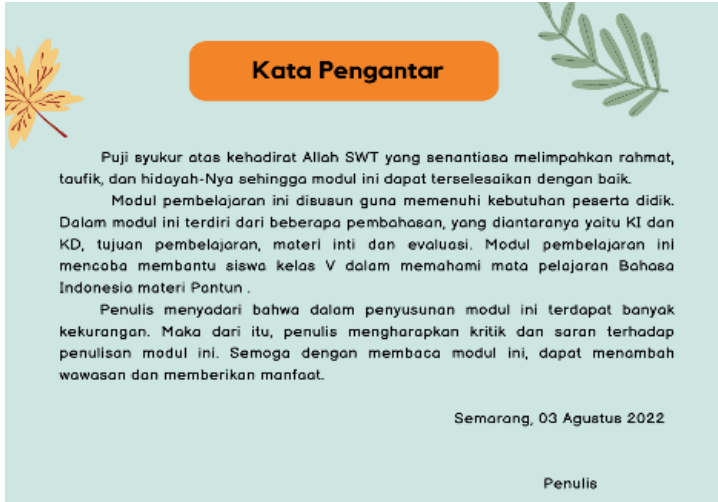 Kata Pengantar
Puji syukur atas kehadirat Allah SWT yang senantiasa melimpahkan rahmat,
taufik, dan hidayah-Nya sehingga modul ini dapat terselesaikan dengan baik.
Modul pembelajaran ini disusun guna memenuhi kebutuhan peserta didik.
Dalam modul ini terdiri dari beberapa pembahasan, yang diantaranya yaitu KI dan
KD, tujuan pembelajaran, materi inti dan evaluasi. Modul pembelajaran ini
mencoba membantu siswa kelas V dalam memahami mata pelajaran Bahasa
Indonesia materi Pantun .
Penulis menyadari bahwa dalam penyusunan modul ini terdapat banyak
kekurangan. Maka dari itu, penulis mengharapkan kritik dan saran terhadap
penulisan modul ini. Semoga dengan membaca modul ini, dapat menambah
wawasan dan memberikan manfaat.
Semarang, 03 Agustus 2022
Penulis